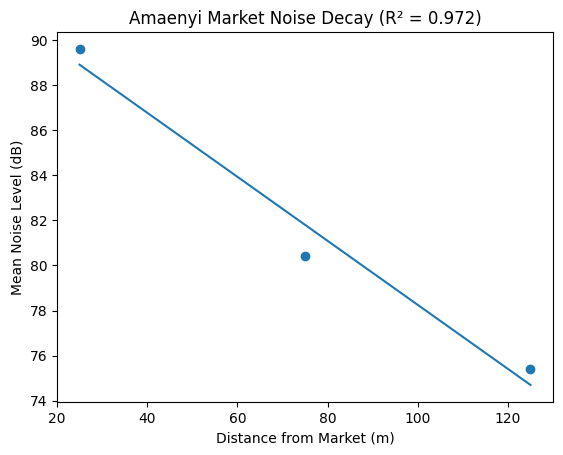 Amaenyi Market Noise Decay (R² = 0.972)
Mean Noise Level (dB)
90
88
86
84
82
80
78
76
74
20 40 60 80 100 120
Distance from Market (m)